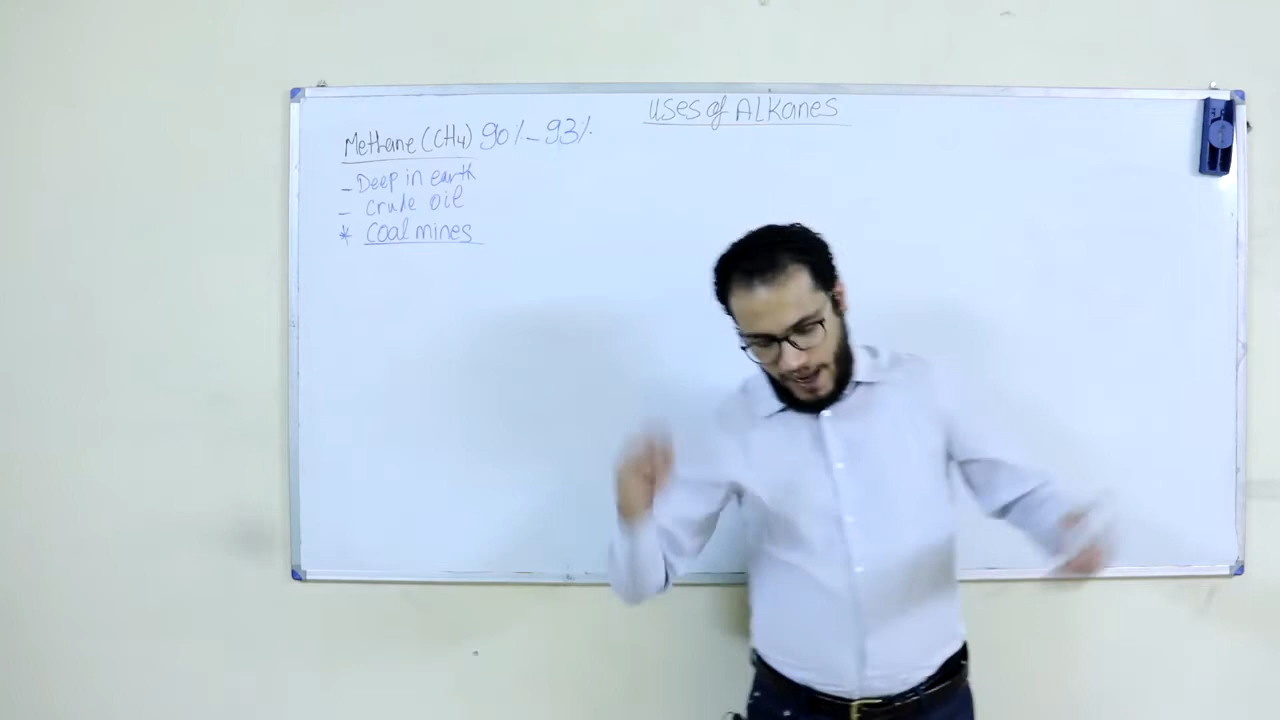 Uses of Alkanes
Methane (CH4) 90% - 93%
- Deep in earth
- Crude oil
* Coal mines